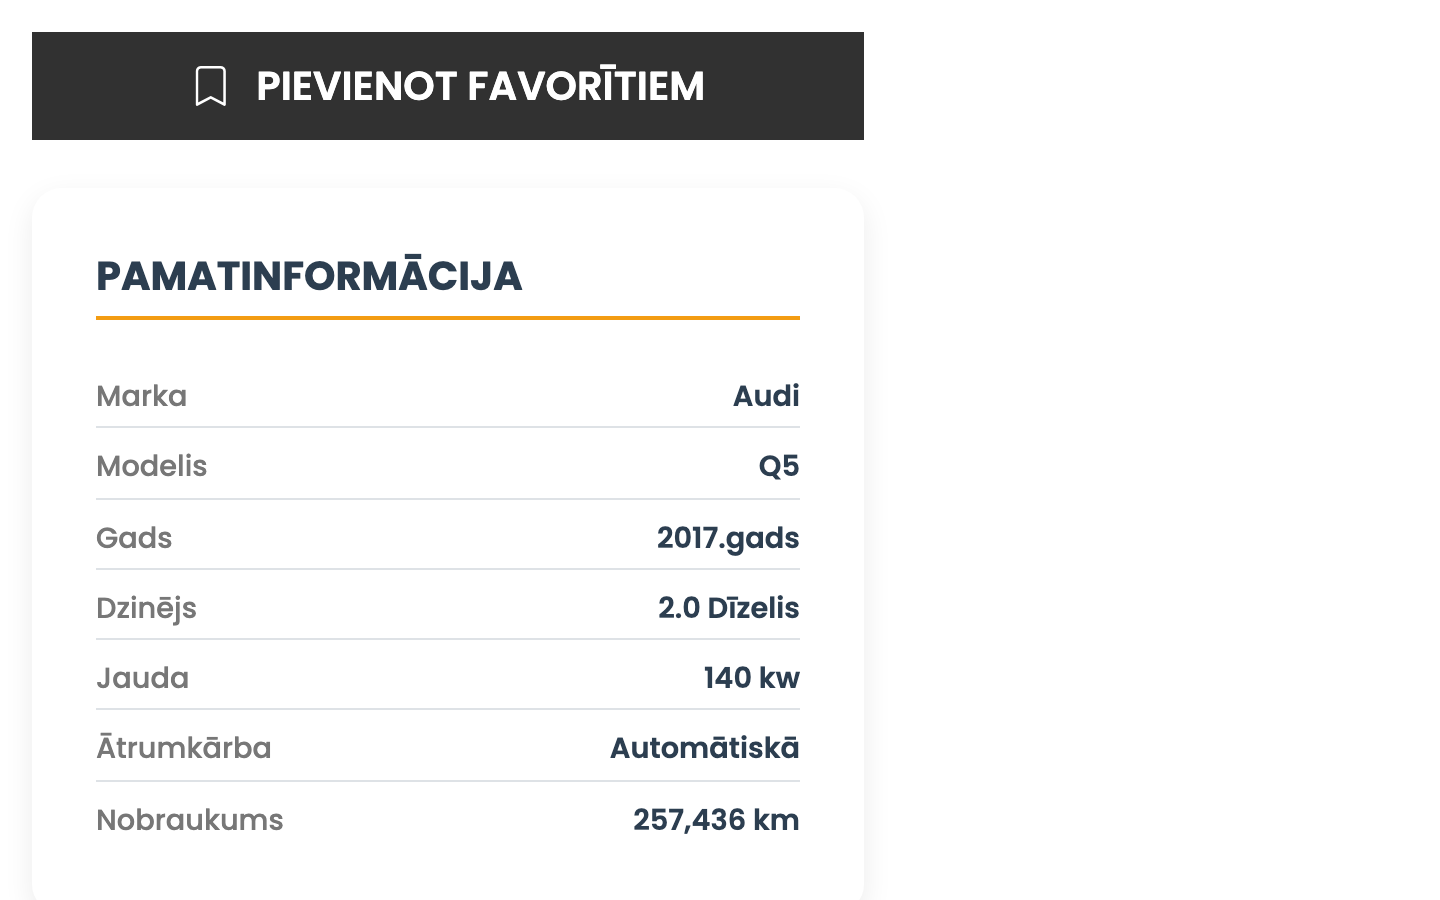 PIEVIENOT FAVORĪTIEM
PAMATINFORMĀCIJA
Marka Audi
Modelis Q5
Gads 2017.gads
Dzinējs 2.0 Dīzelis
Jauda 140 kw
Ātrumkārba Automātiskā
Nobraukums 257,436 km